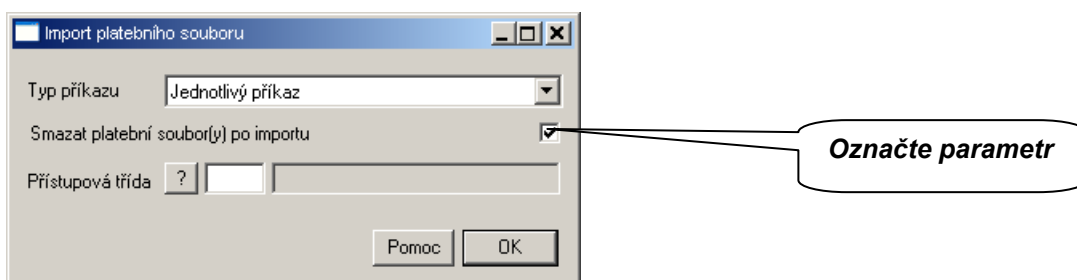 Import platebního souboru
Typ příkazu Jednotlivý příkaz
Smazat platební soubor(y) po importu
Přístupová třída ?
Pomoc OK
Označte parametr